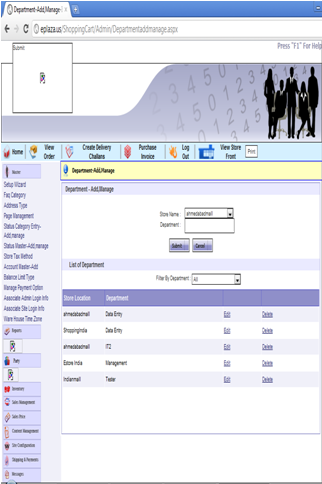 Department-Add,Manage-
eplaza.us/ShoppingCart/Admin/Departmentaddmanage.aspx
Submit
Press "F1" For Help
Home
View Order
Create Delivery Challans
Purchase Invoice
Log Out
View Store Front
Print
Master
Department-Add,Manage
Setup Wizard
Faq Category
Address Type
Page Management
Status Category Entry-Add,manage
Status Master-Add,manage
Store Tax Method
Account Master-Add
Balance Limit Type
Manage Payment Option
Associate Admin Login Info
Associate Site Login Info
Ware House Time Zone
Reports
Party
Inventory
Sales Management
Sales Price
Content Management
Site Configuration
Shipping & Payments
Messages
Department - Add,Manage
Store Name : ahmedabadmall
Department :
Submit Cancel
List of Department
Filter By Department : All
Store Location Department
ahmedabadmall Data Entry Edit Delete
ShoppingIndia Data Entry Edit Delete
ahmedabadmall IT2 Edit Delete
Estore India Management Edit Delete
Indianmall Tester Edit Delete